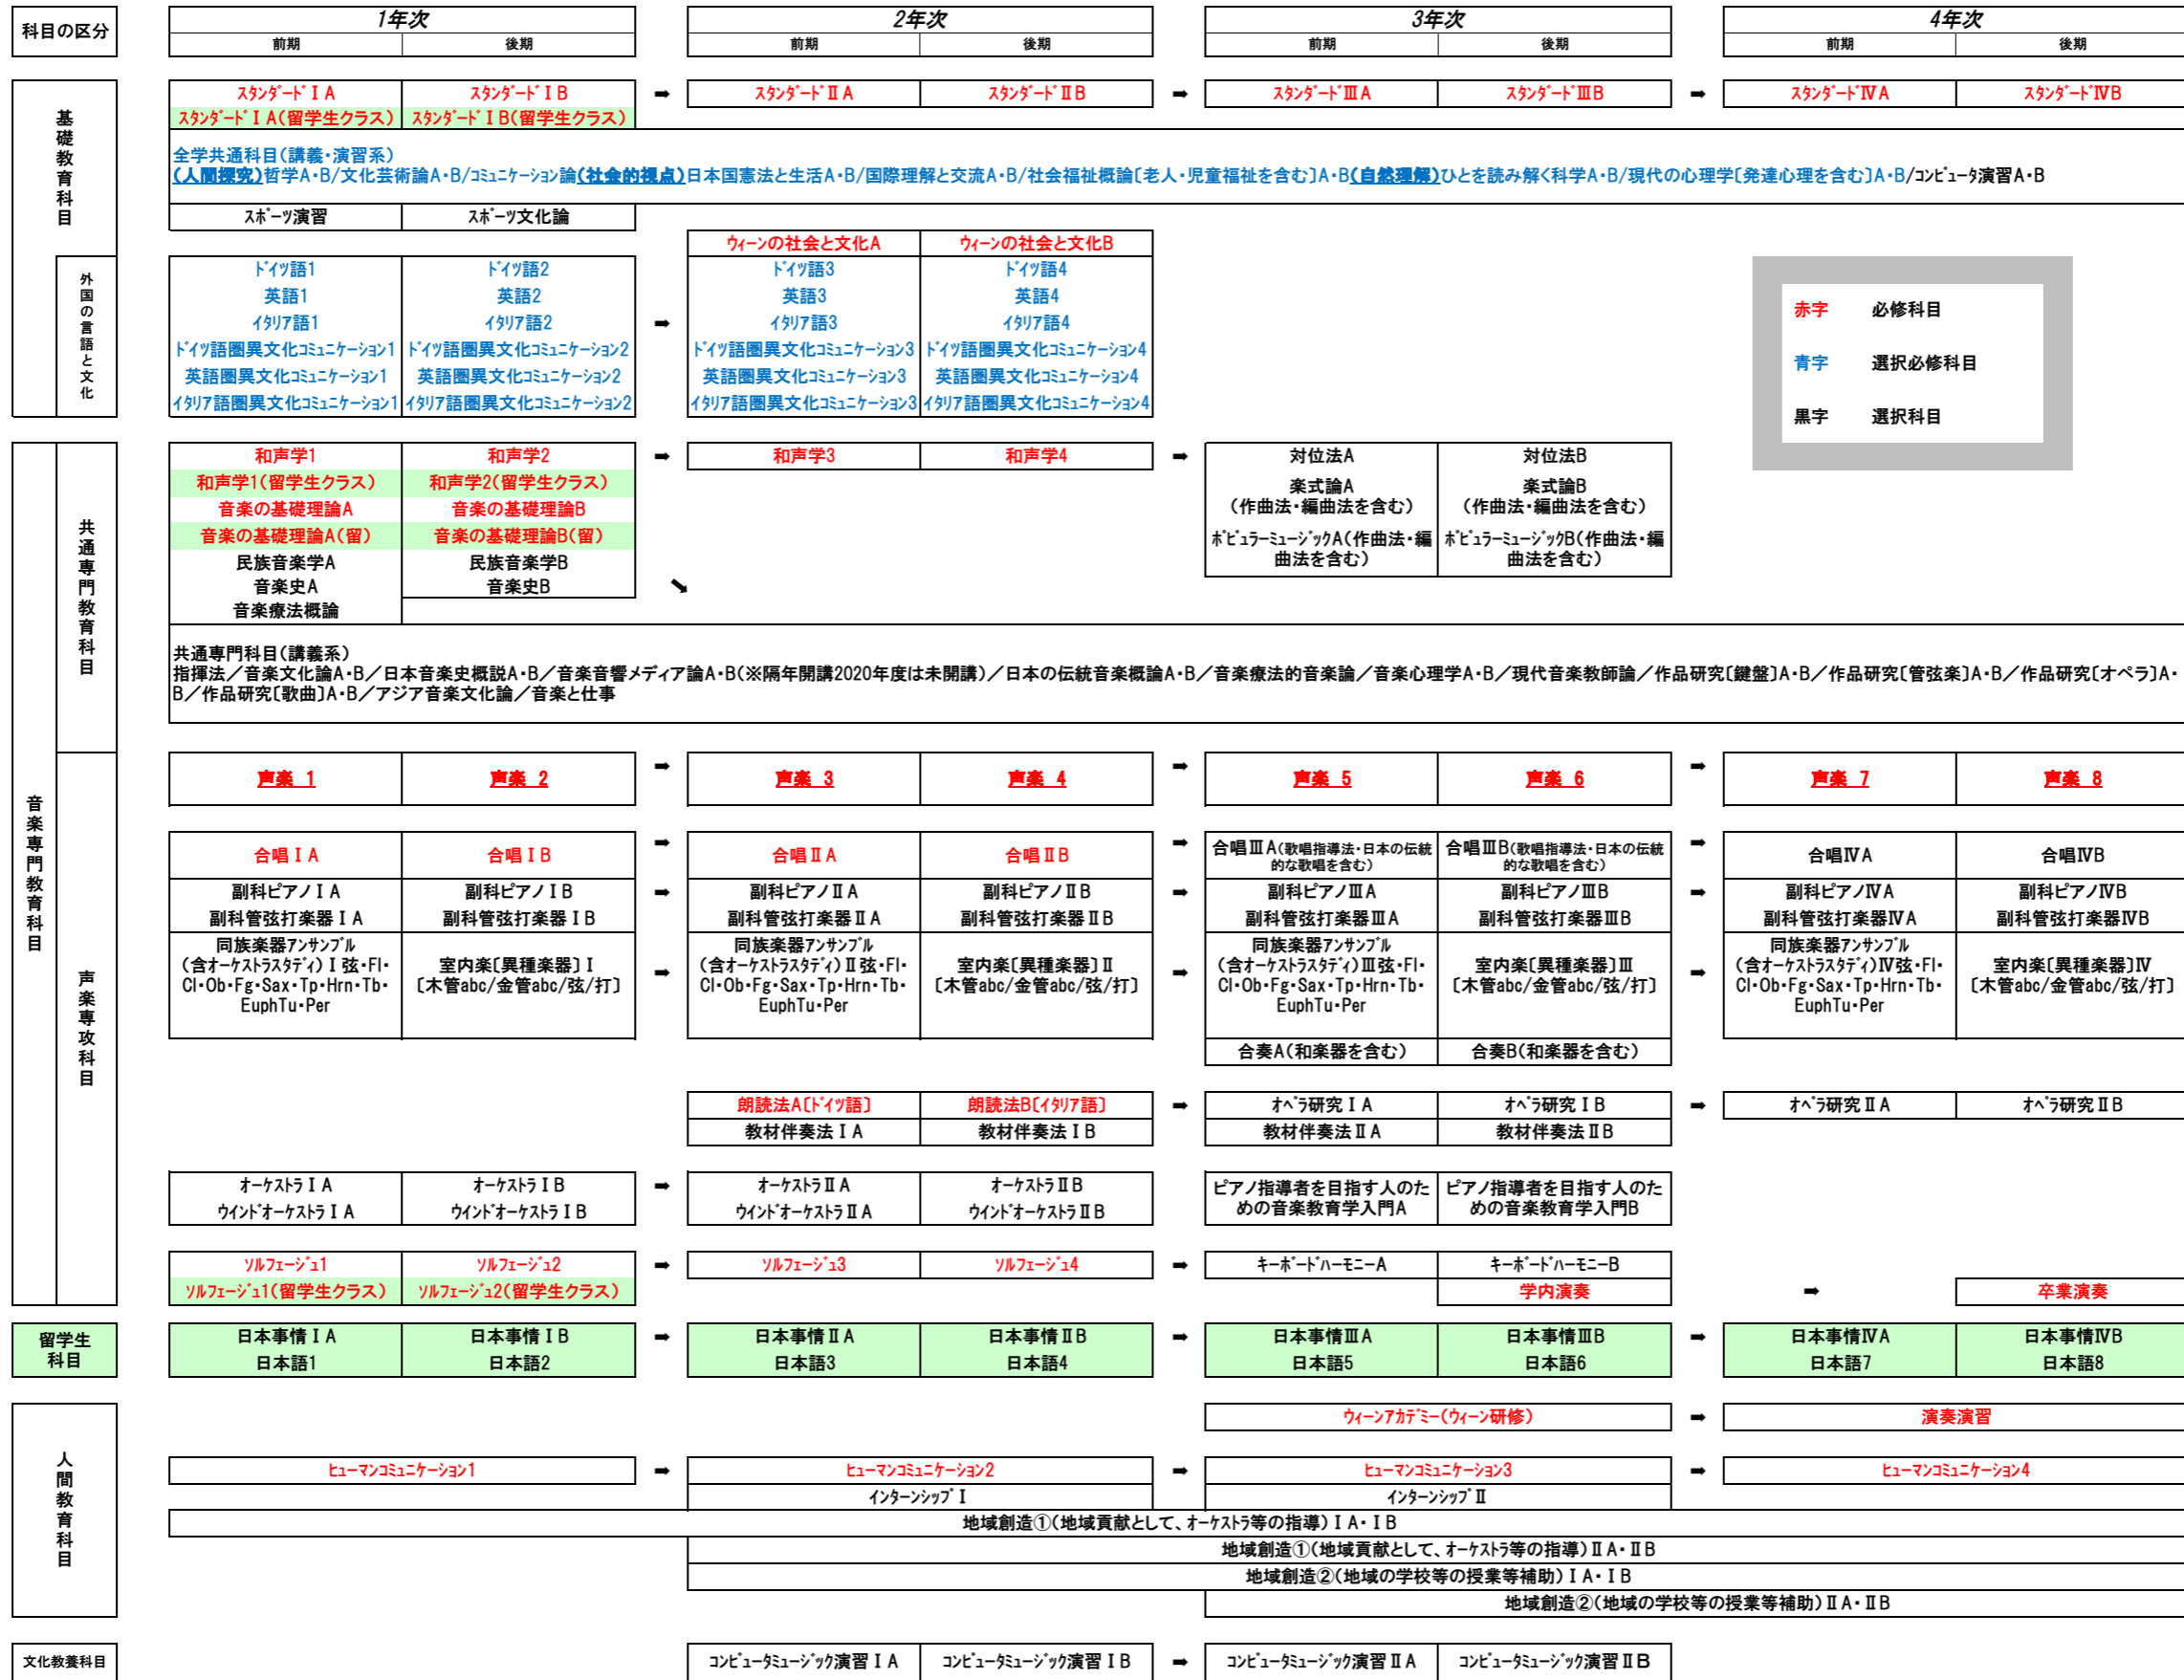 科目の区分
1年次 2年次 3年次 4年次
前期 後期 前期 後期 前期 後期 前期 後期
基礎教育科目
スタンダードⅠA スタンダードⅠB ➡ スタンダードⅡA スタンダードⅡB ➡ スタンダードⅢA スタンダードⅢB ➡ スタンダードⅣA スタンダードⅣB
スタンダードⅠA(留学生クラス) スタンダードⅠB(留学生クラス)
全学共通科目(講義・演習系)
(人間探究)哲学A・B/文化芸術論A・B/コミュニケーション論(社会的視点)日本国憲法と生活A・B/国際理解と交流A・B/社会福祉概論〔老人・児童福祉を含む〕A・B(自然理解)ひとを読み解く科学A・B/現代の心理学〔発達心理を含む〕A・B/コンピュータ演習A・B
スポーツ演習 スポーツ文化論
ウィーンの社会と文化A ウィーンの社会と文化B
外国の言語と文化
ドイツ語1 ドイツ語2 ドイツ語3 ドイツ語4
英語1 英語2 英語3 英語4
イタリア語1 イタリア語2 ➡ イタリア語3 イタリア語4
ドイツ語圏異文化コミュニケーション1 ドイツ語圏異文化コミュニケーション2 ドイツ語圏異文化コミュニケーション3 ドイツ語圏異文化コミュニケーション4
英語圏異文化コミュニケーション1 英語圏異文化コミュニケーション2 英語圏異文化コミュニケーション3 英語圏異文化コミュニケーション4
イタリア語圏異文化コミュニケーション1 イタリア語圏異文化コミュニケーション2 イタリア語圏異文化コミュニケーション3 イタリア語圏異文化コミュニケーション4
赤字 必修科目
青字 選択必修科目
黒字 選択科目
音楽専門教育科目
共通専門教育科目
和声学1 和声学2 ➡ 和声学3 和声学4 ➡ 対位法A 対位法B
和声学1(留学生クラス) 和声学2(留学生クラス) 楽式論A 楽式論B
(作曲法・編曲法を含む) (作曲法・編曲法を含む)
音楽の基礎理論A 音楽の基礎理論B
音楽の基礎理論A(留) 音楽の基礎理論B(留) ポピュラーミュージックA(作曲法・編 ポピュラーミュージックB(作曲法・編
曲法を含む) 曲法を含む)
民族音楽学A 民族音楽学B
音楽史A 音楽史B ➘
音楽療法概論
共通専門科目(講義系)
指揮法／音楽文化論A・B／日本音楽史概説A・B／音楽音響メディア論A・B(※隔年開講2020年度は未開講)／日本の伝統音楽概論A・B／音楽療法的音楽論／音楽心理学A・B／現代音楽教師論／作品研究〔鍵盤〕A・B／作品研究〔管弦楽〕A・B／作品研究〔オペラ〕A・
B／作品研究〔歌曲〕A・B／アジア音楽文化論／音楽と仕事
声楽専攻科目
声楽 1 声楽 2 ➡ 声楽 3 声楽 4 ➡ 声楽 5 声楽 6 ➡ 声楽 7 声楽 8
合唱ⅠA 合唱ⅠB ➡ 合唱ⅡA 合唱ⅡB ➡ 合唱ⅢA(歌唱指導法・日本の伝統 合唱ⅢB(歌唱指導法・日本の伝統 ➡ 合唱ⅣA 合唱ⅣB
的な歌唱を含む) 的な歌唱を含む)
副科ピアノⅠA 副科ピアノⅠB ➡ 副科ピアノⅡA 副科ピアノⅡB ➡ 副科ピアノⅢA 副科ピアノⅢB ➡ 副科ピアノⅣA 副科ピアノⅣB
副科管弦打楽器ⅠA 副科管弦打楽器ⅠB 副科管弦打楽器ⅡA 副科管弦打楽器ⅡB 副科管弦打楽器ⅢA 副科管弦打楽器ⅢB 副科管弦打楽器ⅣA 副科管弦打楽器ⅣB
同族楽器アンサンブル 同族楽器アンサンブル 同族楽器アンサンブル 同族楽器アンサンブル
(含オーケストラスタディ)Ⅰ弦・Fl・ 室内楽〔異種楽器〕Ⅰ (含オーケストラスタディ)Ⅱ弦・Fl・ 室内楽〔異種楽器〕Ⅱ (含オーケストラスタディ)Ⅲ弦・Fl・ 室内楽〔異種楽器〕Ⅲ (含オーケストラスタディ)Ⅳ弦・Fl・ 室内楽〔異種楽器〕Ⅳ
Cl・Ob・Fg・Sax・Tp・Hrn・Tb・ 〔木管abc/金管abc/弦/打〕 ➡ Cl・Ob・Fg・Sax・Tp・Hrn・Tb・ 〔木管abc/金管abc/弦/打〕 ➡ Cl・Ob・Fg・Sax・Tp・Hrn・Tb・ 〔木管abc/金管abc/弦/打〕 ➡ Cl・Ob・Fg・Sax・Tp・Hrn・Tb・ 〔木管abc/金管abc/弦/打〕
EuphTu・Per EuphTu・Per EuphTu・Per EuphTu・Per
合奏A(和楽器を含む) 合奏B(和楽器を含む)
朗読法A〔ドイツ語〕 朗読法B〔イタリア語〕 ➡ オペラ研究ⅠA オペラ研究ⅠB ➡ オペラ研究ⅡA オペラ研究ⅡB
教材伴奏法ⅠA 教材伴奏法ⅠB 教材伴奏法ⅡA 教材伴奏法ⅡB
オーケストラⅠA オーケストラⅠB ➡ オーケストラⅡA オーケストラⅡB ピアノ指導者を目指す人のた ピアノ指導者を目指す人のた
ウインドオーケストラⅠA ウインドオーケストラⅠB ウインドオーケストラⅡA ウインドオーケストラⅡB めの音楽教育学入門A めの音楽教育学入門B
ソルフェージュ1 ソルフェージュ2 ➡ ソルフェージュ3 ソルフェージュ4 ➡ キーボードハーモニーA キーボードハーモニーB
ソルフェージュ1(留学生クラス) ソルフェージュ2(留学生クラス) 学内演奏 ➡ 卒業演奏
留学生
科目
日本事情ⅠA 日本事情ⅠB ➡ 日本事情ⅡA 日本事情ⅡB ➡ 日本事情ⅢA 日本事情ⅢB ➡ 日本事情ⅣA 日本事情ⅣB
日本語1 日本語2 日本語3 日本語4 日本語5 日本語6 日本語7 日本語8
人間教育科目
ウィーンアカデミー(ウィーン研修) ➡ 演奏演習
ヒューマンコミュニケーション1 ➡ ヒューマンコミュニケーション2 ➡ ヒューマンコミュニケーション3 ➡ ヒューマンコミュニケーション4
インターンシップⅠ インターンシップⅡ
地域創造①(地域貢献として、オーケストラ等の指導)ⅠA・ⅠB
地域創造①(地域貢献として、オーケストラ等の指導)ⅡA・ⅡB
地域創造②(地域の学校等の授業等補助)ⅠA・ⅠB
地域創造②(地域の学校等の授業等補助)ⅡA・ⅡB
文化教養科目
コンピュータミュージック演習ⅠA コンピュータミュージック演習ⅠB ➡ コンピュータミュージック演習ⅡA コンピュータミュージック演習ⅡB